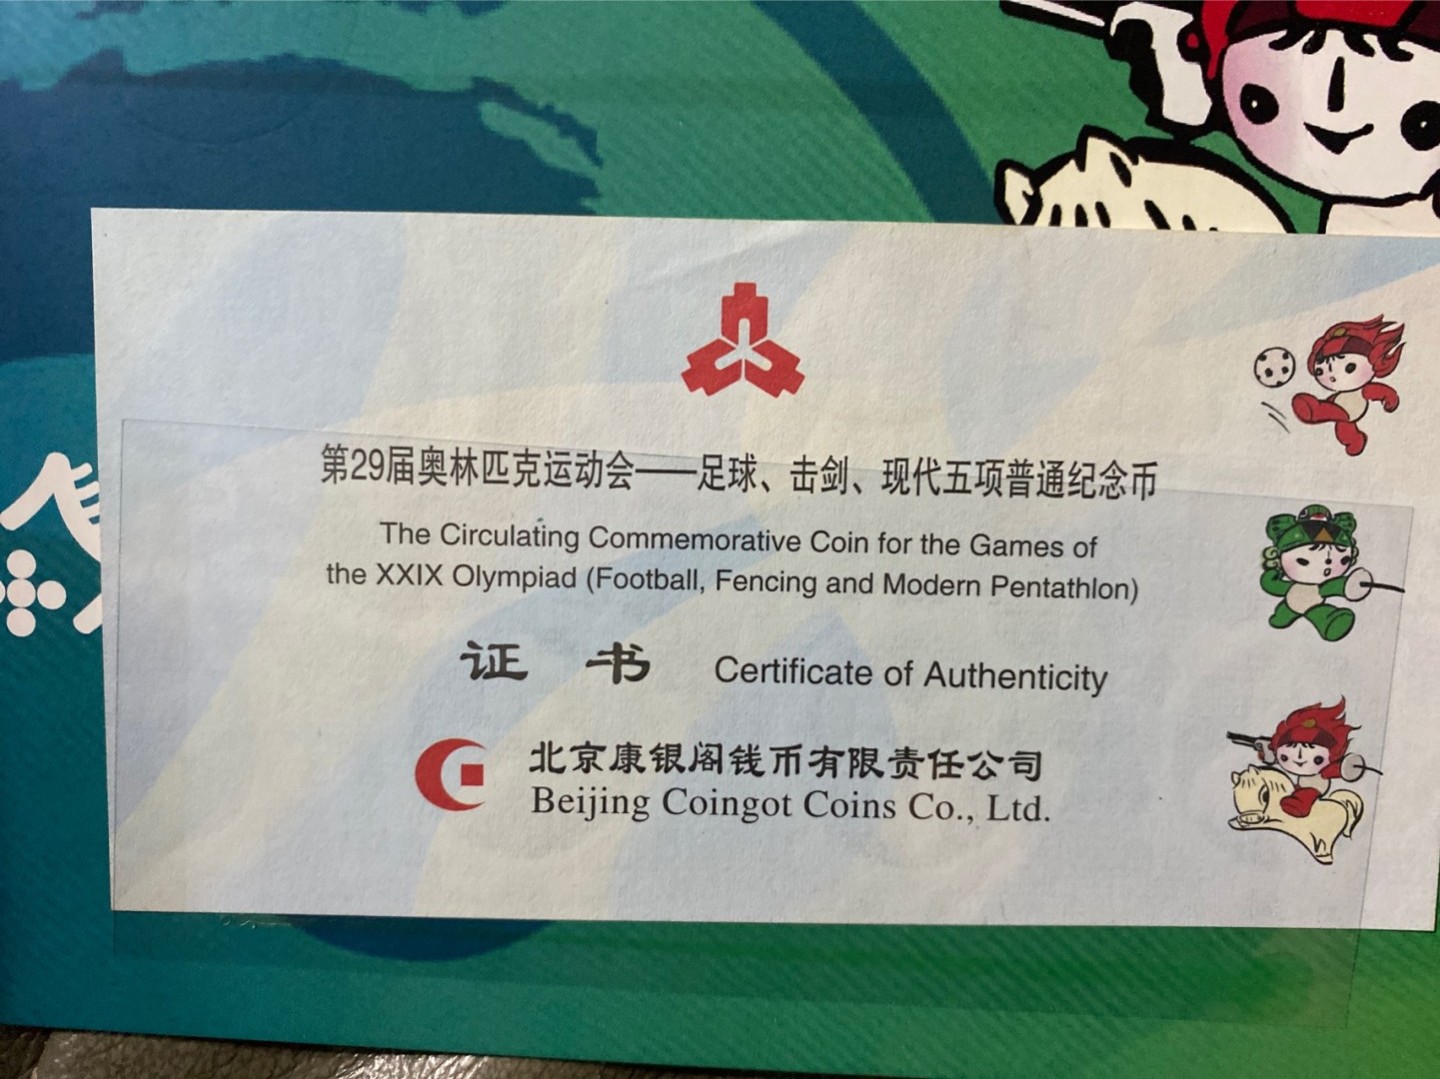 第29届奥林匹克运动会——足球、击剑、现代五项普通纪念币
The Circulating Commemorative Coin for the Games of
the XXIX Olympiad (Football, Fencing and Modern Pentathlon)
证 书 Certificate of Authenticity
北京康银阁钱币有限责任公司
Beijing Coingot Coins Co., Ltd.